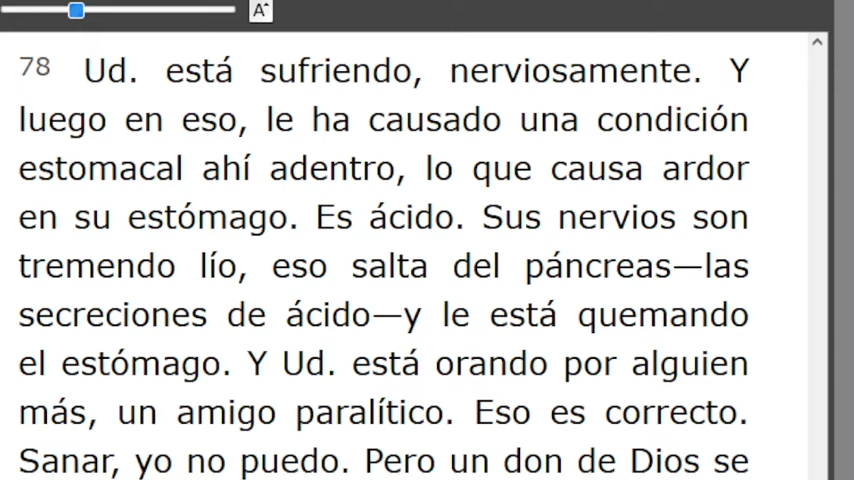 A
78 Ud. está sufriendo, nerviosamente. Y
luego en eso, le ha causado una condición
estomacal ahí adentro, lo que causa ardor
en su estómago. Es ácido. Sus nervios son
tremendo lío, eso salta del páncreas—las
secreciones de ácido—y le está quemando
el estómago. Y Ud. está orando por alguien
más, un amigo paralítico. Eso es correcto.
Sanar, yo no puedo. Pero un don de Dios se